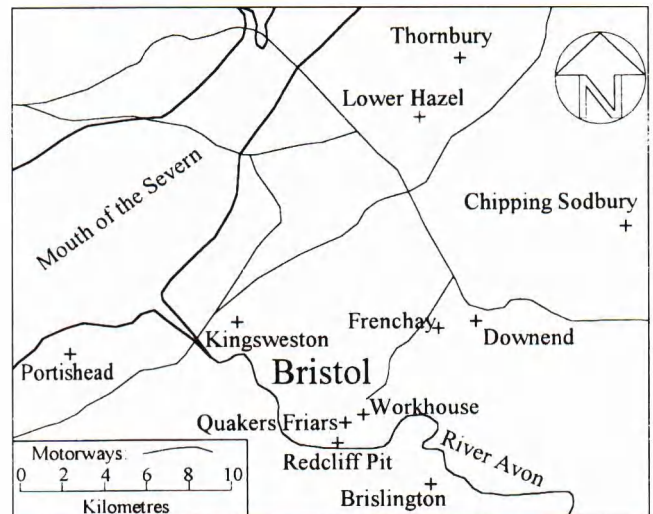 Thornbury
Lower Hazel
N
Chipping Sodbury
Mouth of the Severn
Kingsweston
Frenchay
Downend
Portishead
Bristol
Quakers Friars
Workhouse
Redcliff Pit
River Avon
Brislington
Motorways
0 2 4 6 8 10
Kilometres